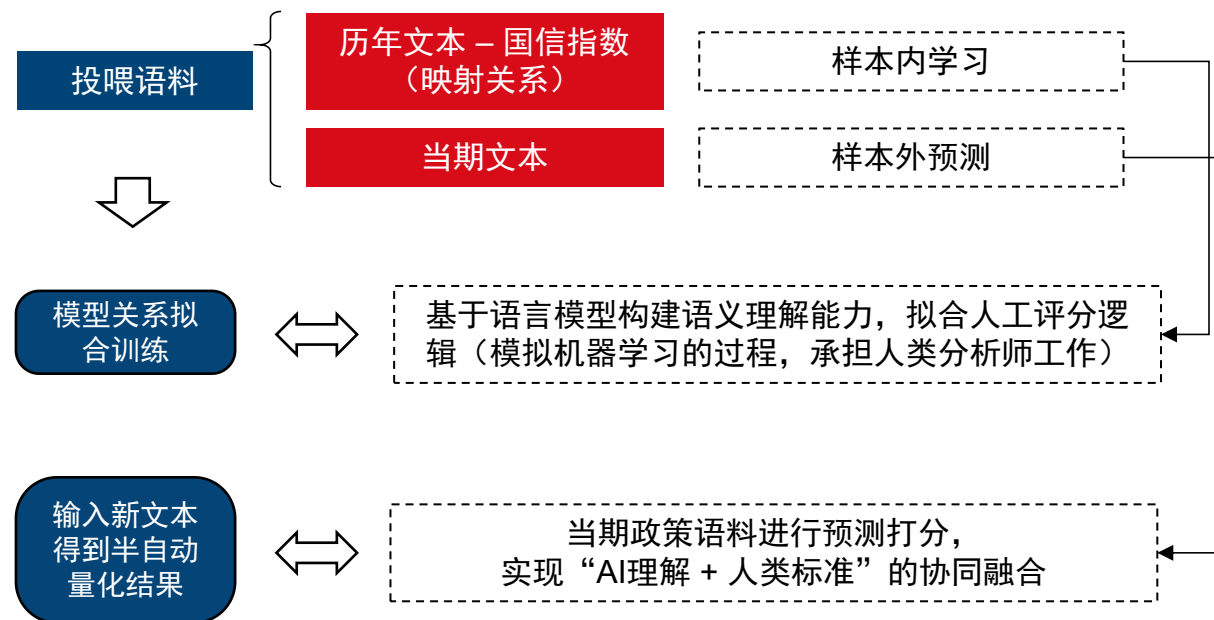 投喂语料
历年文本 – 国信指数
（映射关系）
样本内学习
当期文本
样本外预测
模型关系拟
合训练
基于语言模型构建语义理解能力，拟合人工评分逻
辑（模拟机器学习的过程，承担人类分析师工作）
输入新文本
得到半自动
量化结果
当期政策语料进行预测打分，
实现“AI理解 + 人类标准”的协同融合